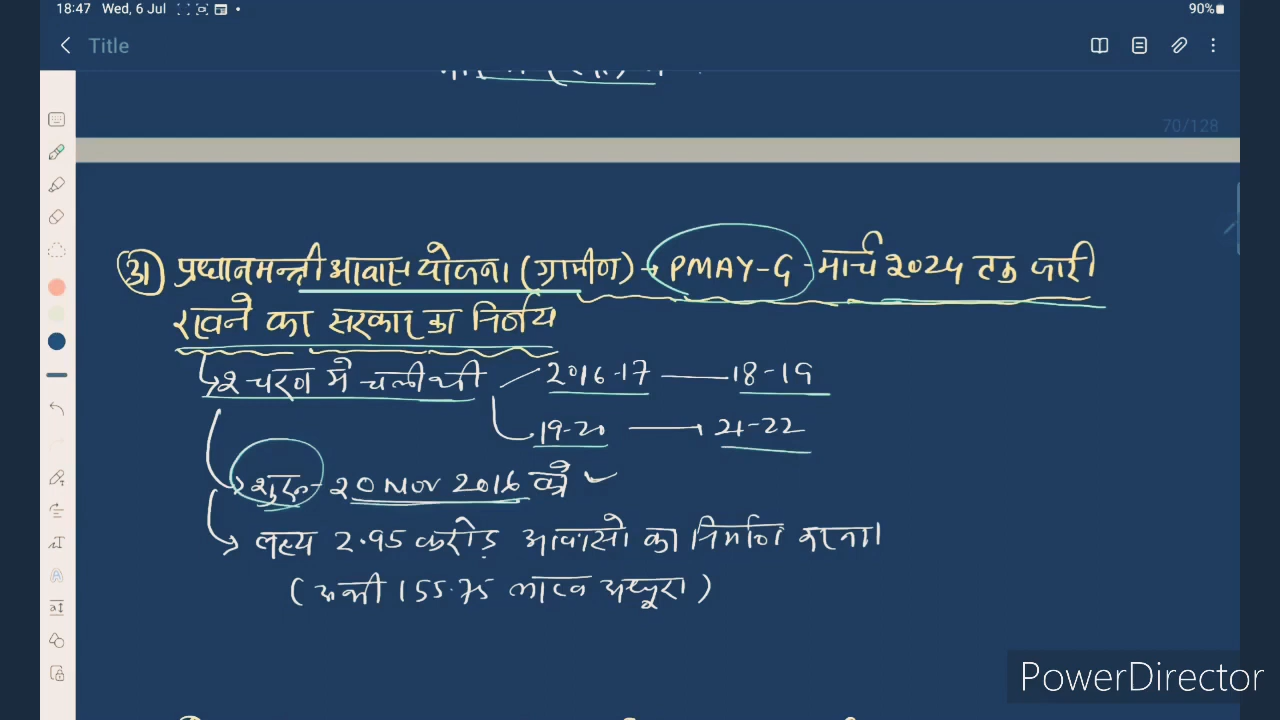 18:47 Wed, 6 Jul
90%
Title
70/128
अ) प्रधानमन्त्री आवास योजना (ग्रामीण) → PMAY-G - मार्च 2024 तक जारी
रखने का सरकार का निर्णय
→ 2 चरण में चली थी 2016-17 — 18-19
19-20 → 21-22
→ शुरू - 20 Nov 2016 को ✓
→ लक्ष्य 2.95 करोड़ आवासो का निर्माण करना।
( अभी 155.75 लाख अधूरा )
PowerDirector